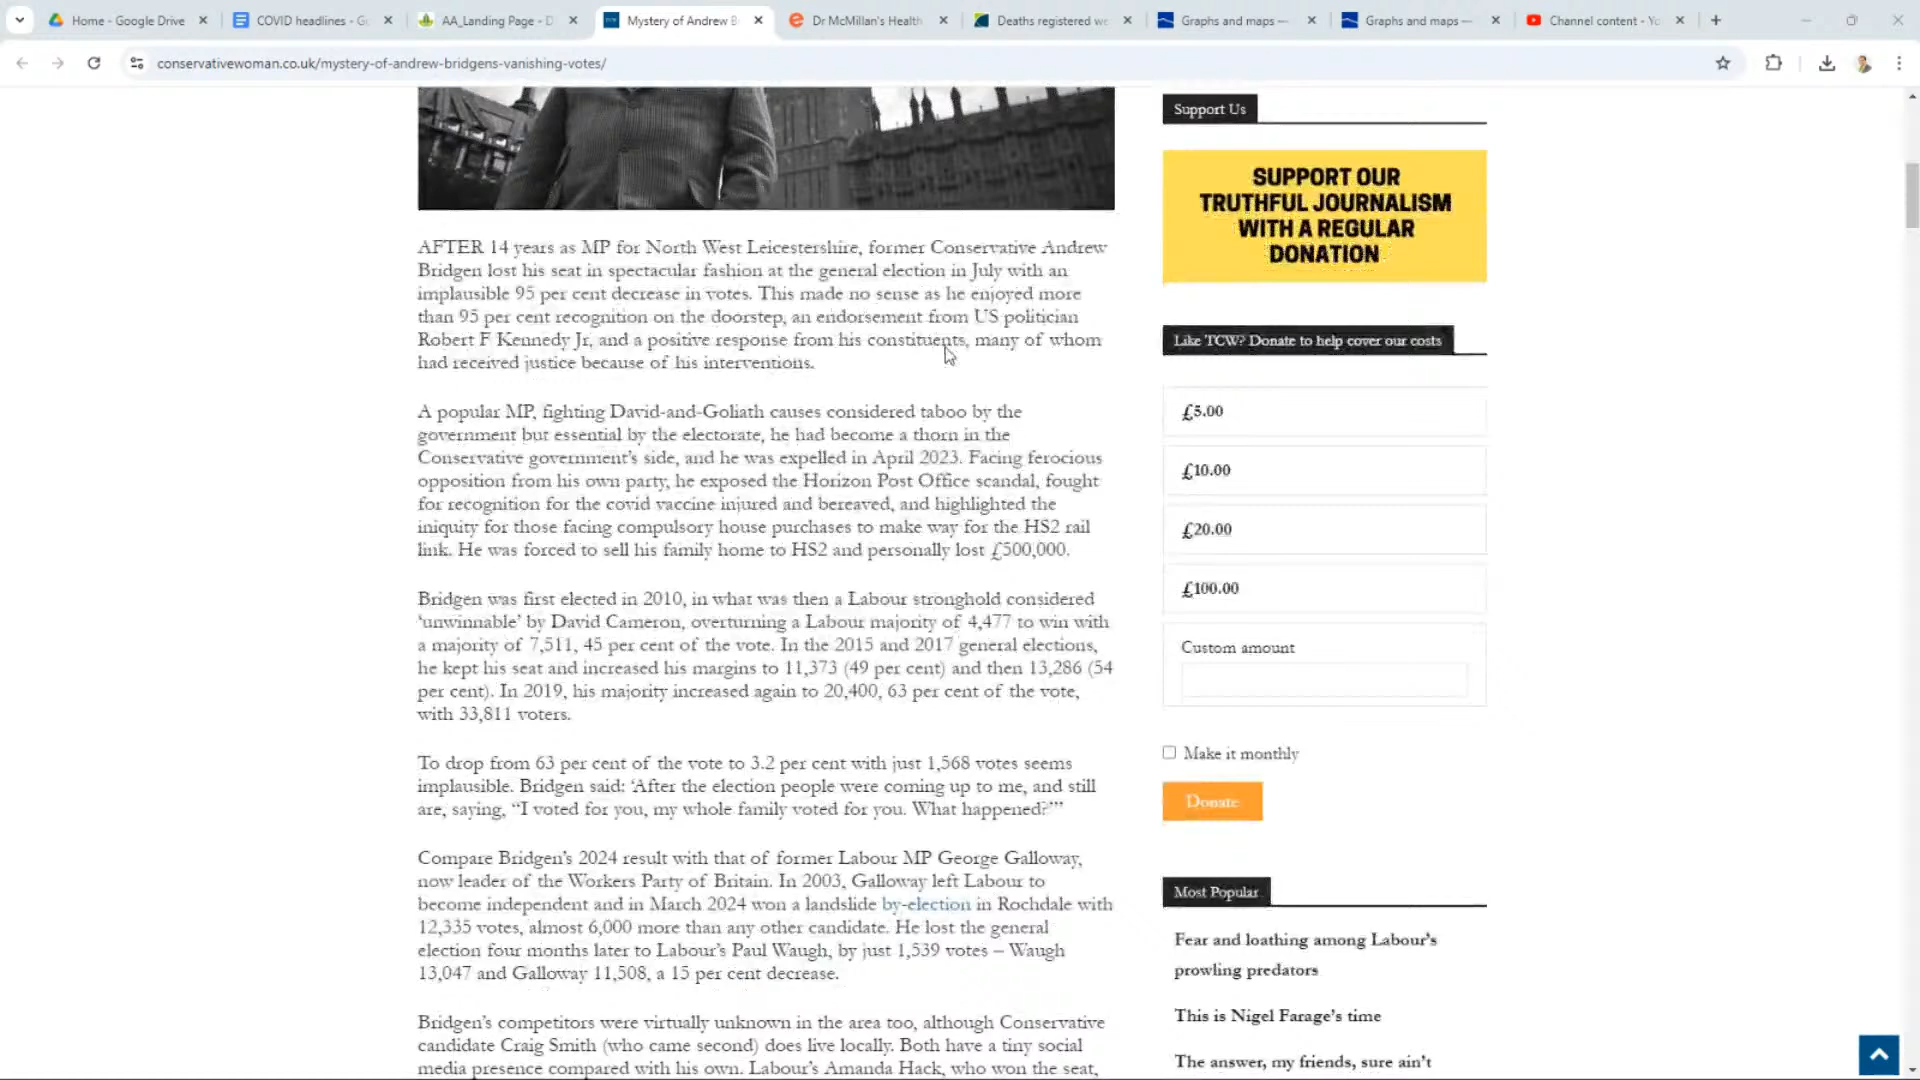 Home - Google Drive
COVID headlines - G
AA_Landing Page - D
Mystery of Andrew B
Dr McMillan's Health
Deaths registered we
Graphs and maps —
Graphs and maps —
Channel content - Yo
conservativewoman.co.uk/mystery-of-andrew-bridgens-vanishing-votes/
AFTER 14 years as MP for North West Leicestershire, former Conservative Andrew
Bridgen lost his seat in spectacular fashion at the general election in July with an
implausible 95 per cent decrease in votes. This made no sense as he enjoyed more
than 95 per cent recognition on the doorstep, an endorsement from US politician
Robert F Kennedy Jr, and a positive response from his constituents, many of whom
had received justice because of his interventions.
A popular MP, fighting David-and-Goliath causes considered taboo by the
government but essential by the electorate, he had become a thorn in the
Conservative government's side, and he was expelled in April 2023. Facing ferocious
opposition from his own party, he exposed the Horizon Post Office scandal, fought
for recognition for the covid vaccine injured and bereaved, and highlighted the
iniquity for those facing compulsory house purchases to make way for the HS2 rail
link. He was forced to sell his family home to HS2 and personally lost £500,000.
Bridgen was first elected in 2010, in what was then a Labour stronghold considered
'unwinnable' by David Cameron, overturning a Labour majority of 4,477 to win with
a majority of 7,511, 45 per cent of the vote. In the 2015 and 2017 general elections,
he kept his seat and increased his margins to 11,373 (49 per cent) and then 13,286 (54
per cent). In 2019, his majority increased again to 20,400, 63 per cent of the vote,
with 33,811 voters.
To drop from 63 per cent of the vote to 3.2 per cent with just 1,568 votes seems
implausible. Bridgen said: 'After the election people were coming up to me, and still
are, saying, "I voted for you, my whole family voted for you. What happened?"'
Compare Bridgen's 2024 result with that of former Labour MP George Galloway,
now leader of the Workers Party of Britain. In 2003, Galloway left Labour to
become independent and in March 2024 won a landslide by-election in Rochdale with
12,335 votes, almost 6,000 more than any other candidate. He lost the general
election four months later to Labour's Paul Waugh, by just 1,539 votes – Waugh
13,047 and Galloway 11,508, a 15 per cent decrease.
Bridgen's competitors were virtually unknown in the area too, although Conservative
candidate Craig Smith (who came second) does live locally. Both have a tiny social
media presence compared with his own. Labour's Amanda Hack, who won the seat,
Support Us
SUPPORT OUR
TRUTHFUL JOURNALISM
WITH A REGULAR
DONATION
Like TCW? Donate to help cover our costs
£5.00
£10.00
£20.00
£100.00
Custom amount
Make it monthly
Donate
Most Popular
Fear and loathing among Labour's
prowling predators
This is Nigel Farage's time
The answer, my friends, sure ain't